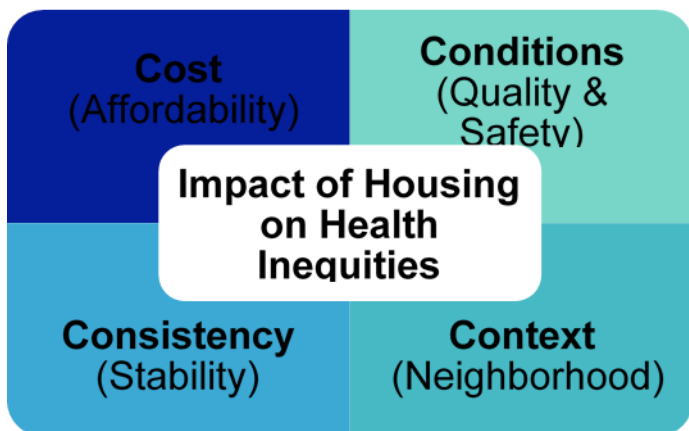 Cost
(Affordability)
Conditions
(Quality &
Safety)
Impact of Housing
on Health
Inequities
Consistency
(Stability)
Context
(Neighborhood)